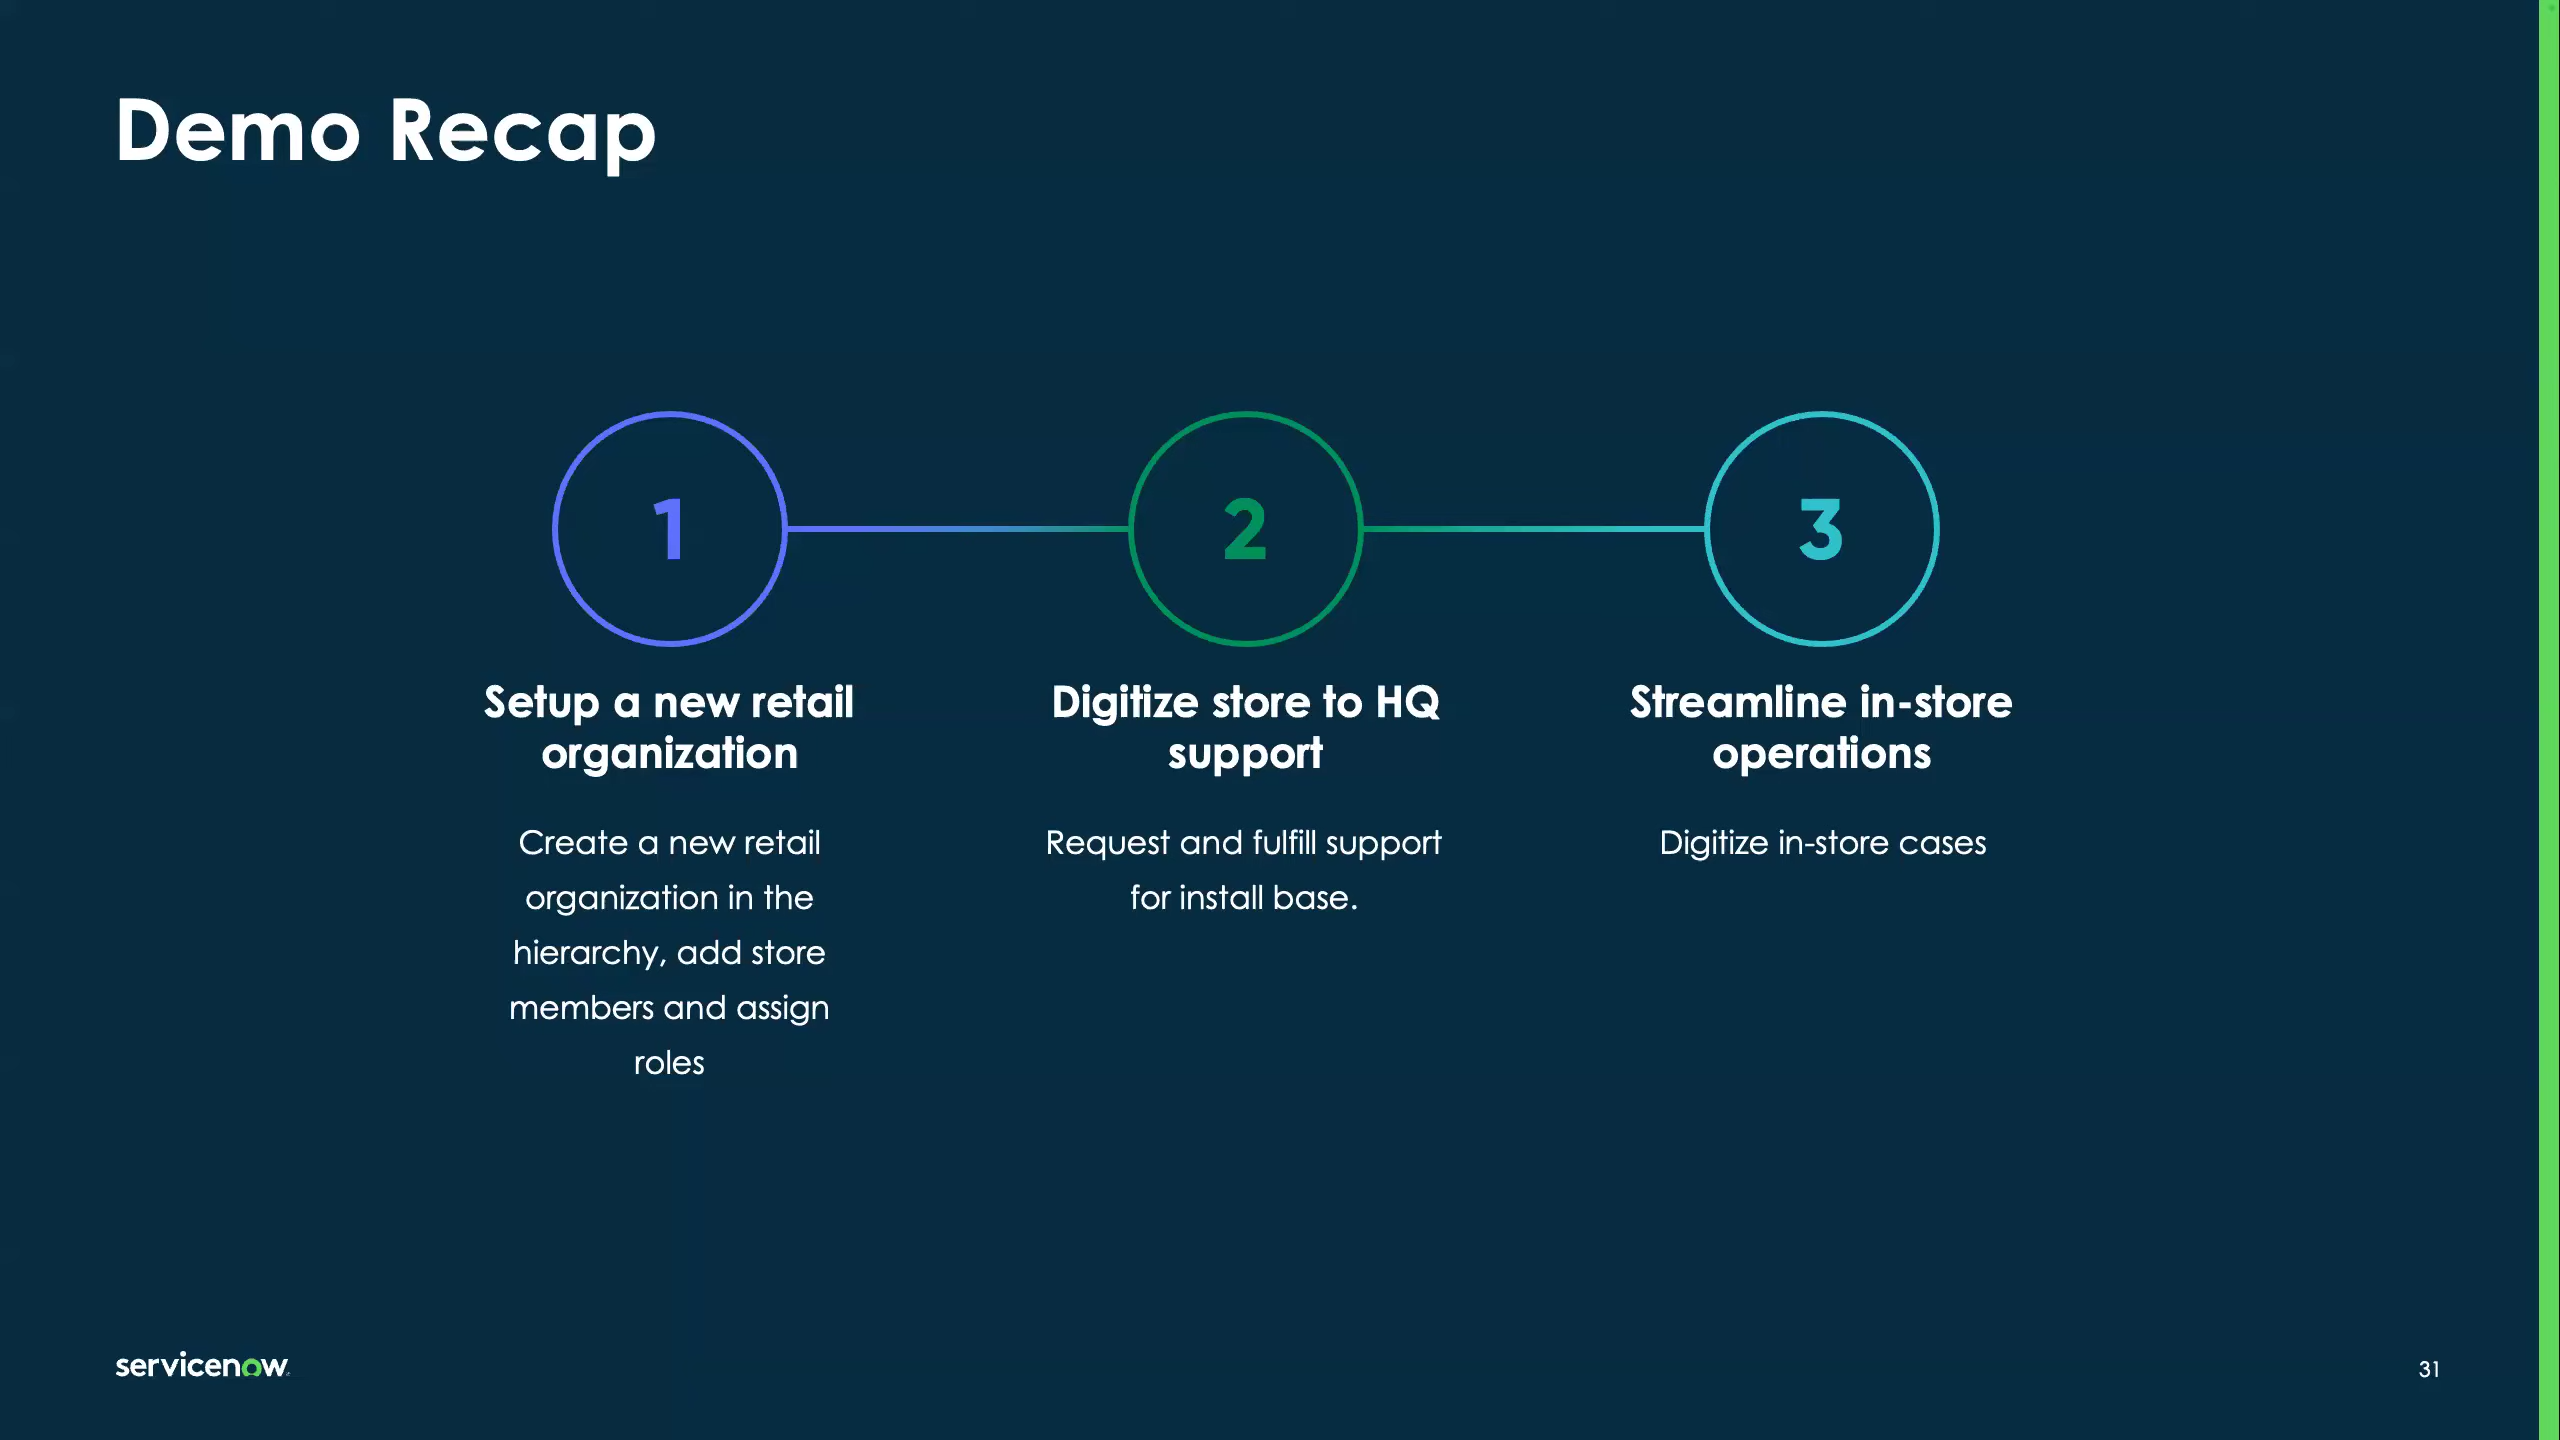 Demo Recap
1
2
3
Setup a new retail
organization
Digitize store to HQ
support
Streamline in-store
operations
Create a new retail
organization in the
hierarchy, add store
members and assign
roles
Request and fulfill support
for install base.
Digitize in-store cases
servicenow
31